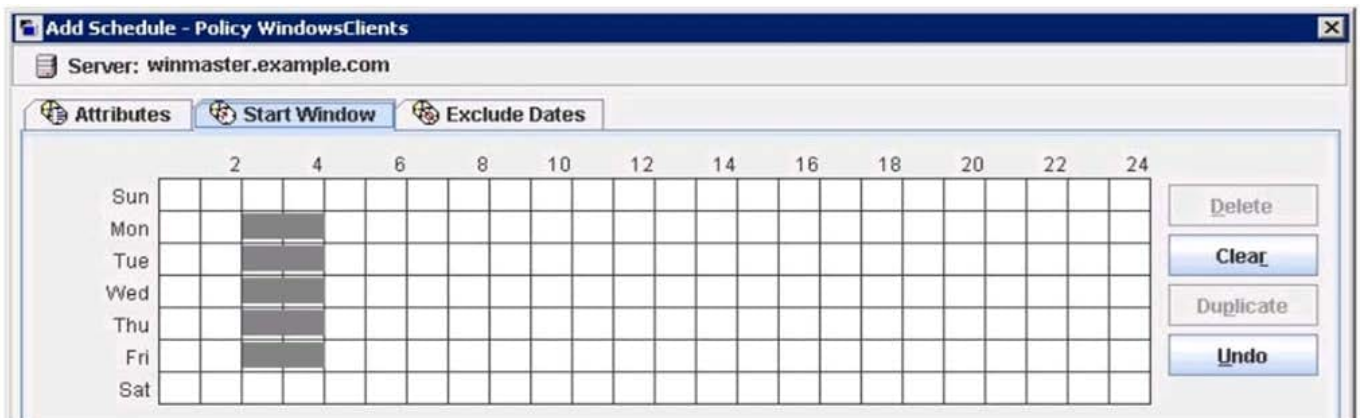 Add Schedule - Policy WindowsClients
Server: winmaster.example.com
Attributes Start Window Exclude Dates
2 4 6 8 10 12 14 16 18 20 22 24
Sun
Mon
Tue
Wed
Thu
Fri
Sat
Delete
Clear
Duplicate
Undo